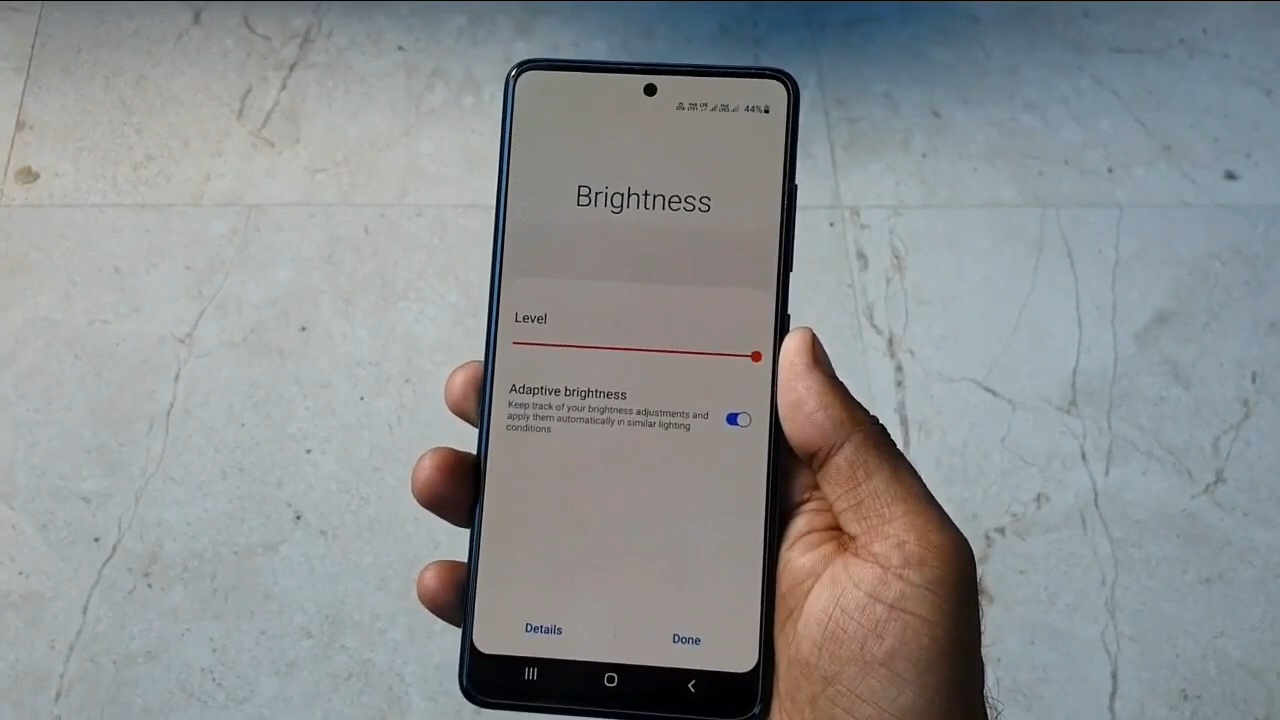 44%
Brightness
Level
Adaptive brightness
Keep track of your brightness adjustments and
apply them automatically in similar lighting
conditions.
Details
Done